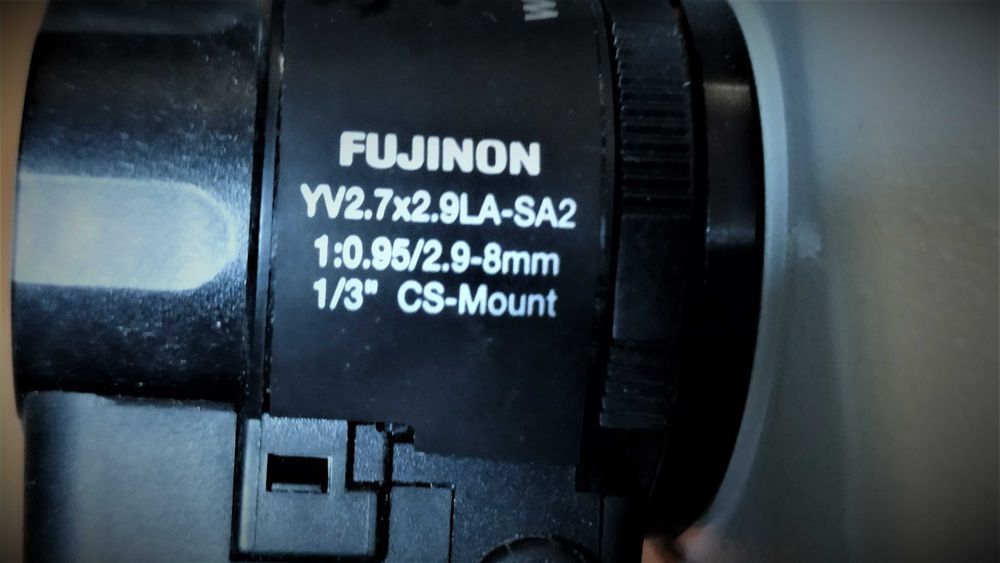 W
FUJINON
YV2.7x2.9LA-SA2
1:0.95/2.9-8mm
1/3" CS-Mount